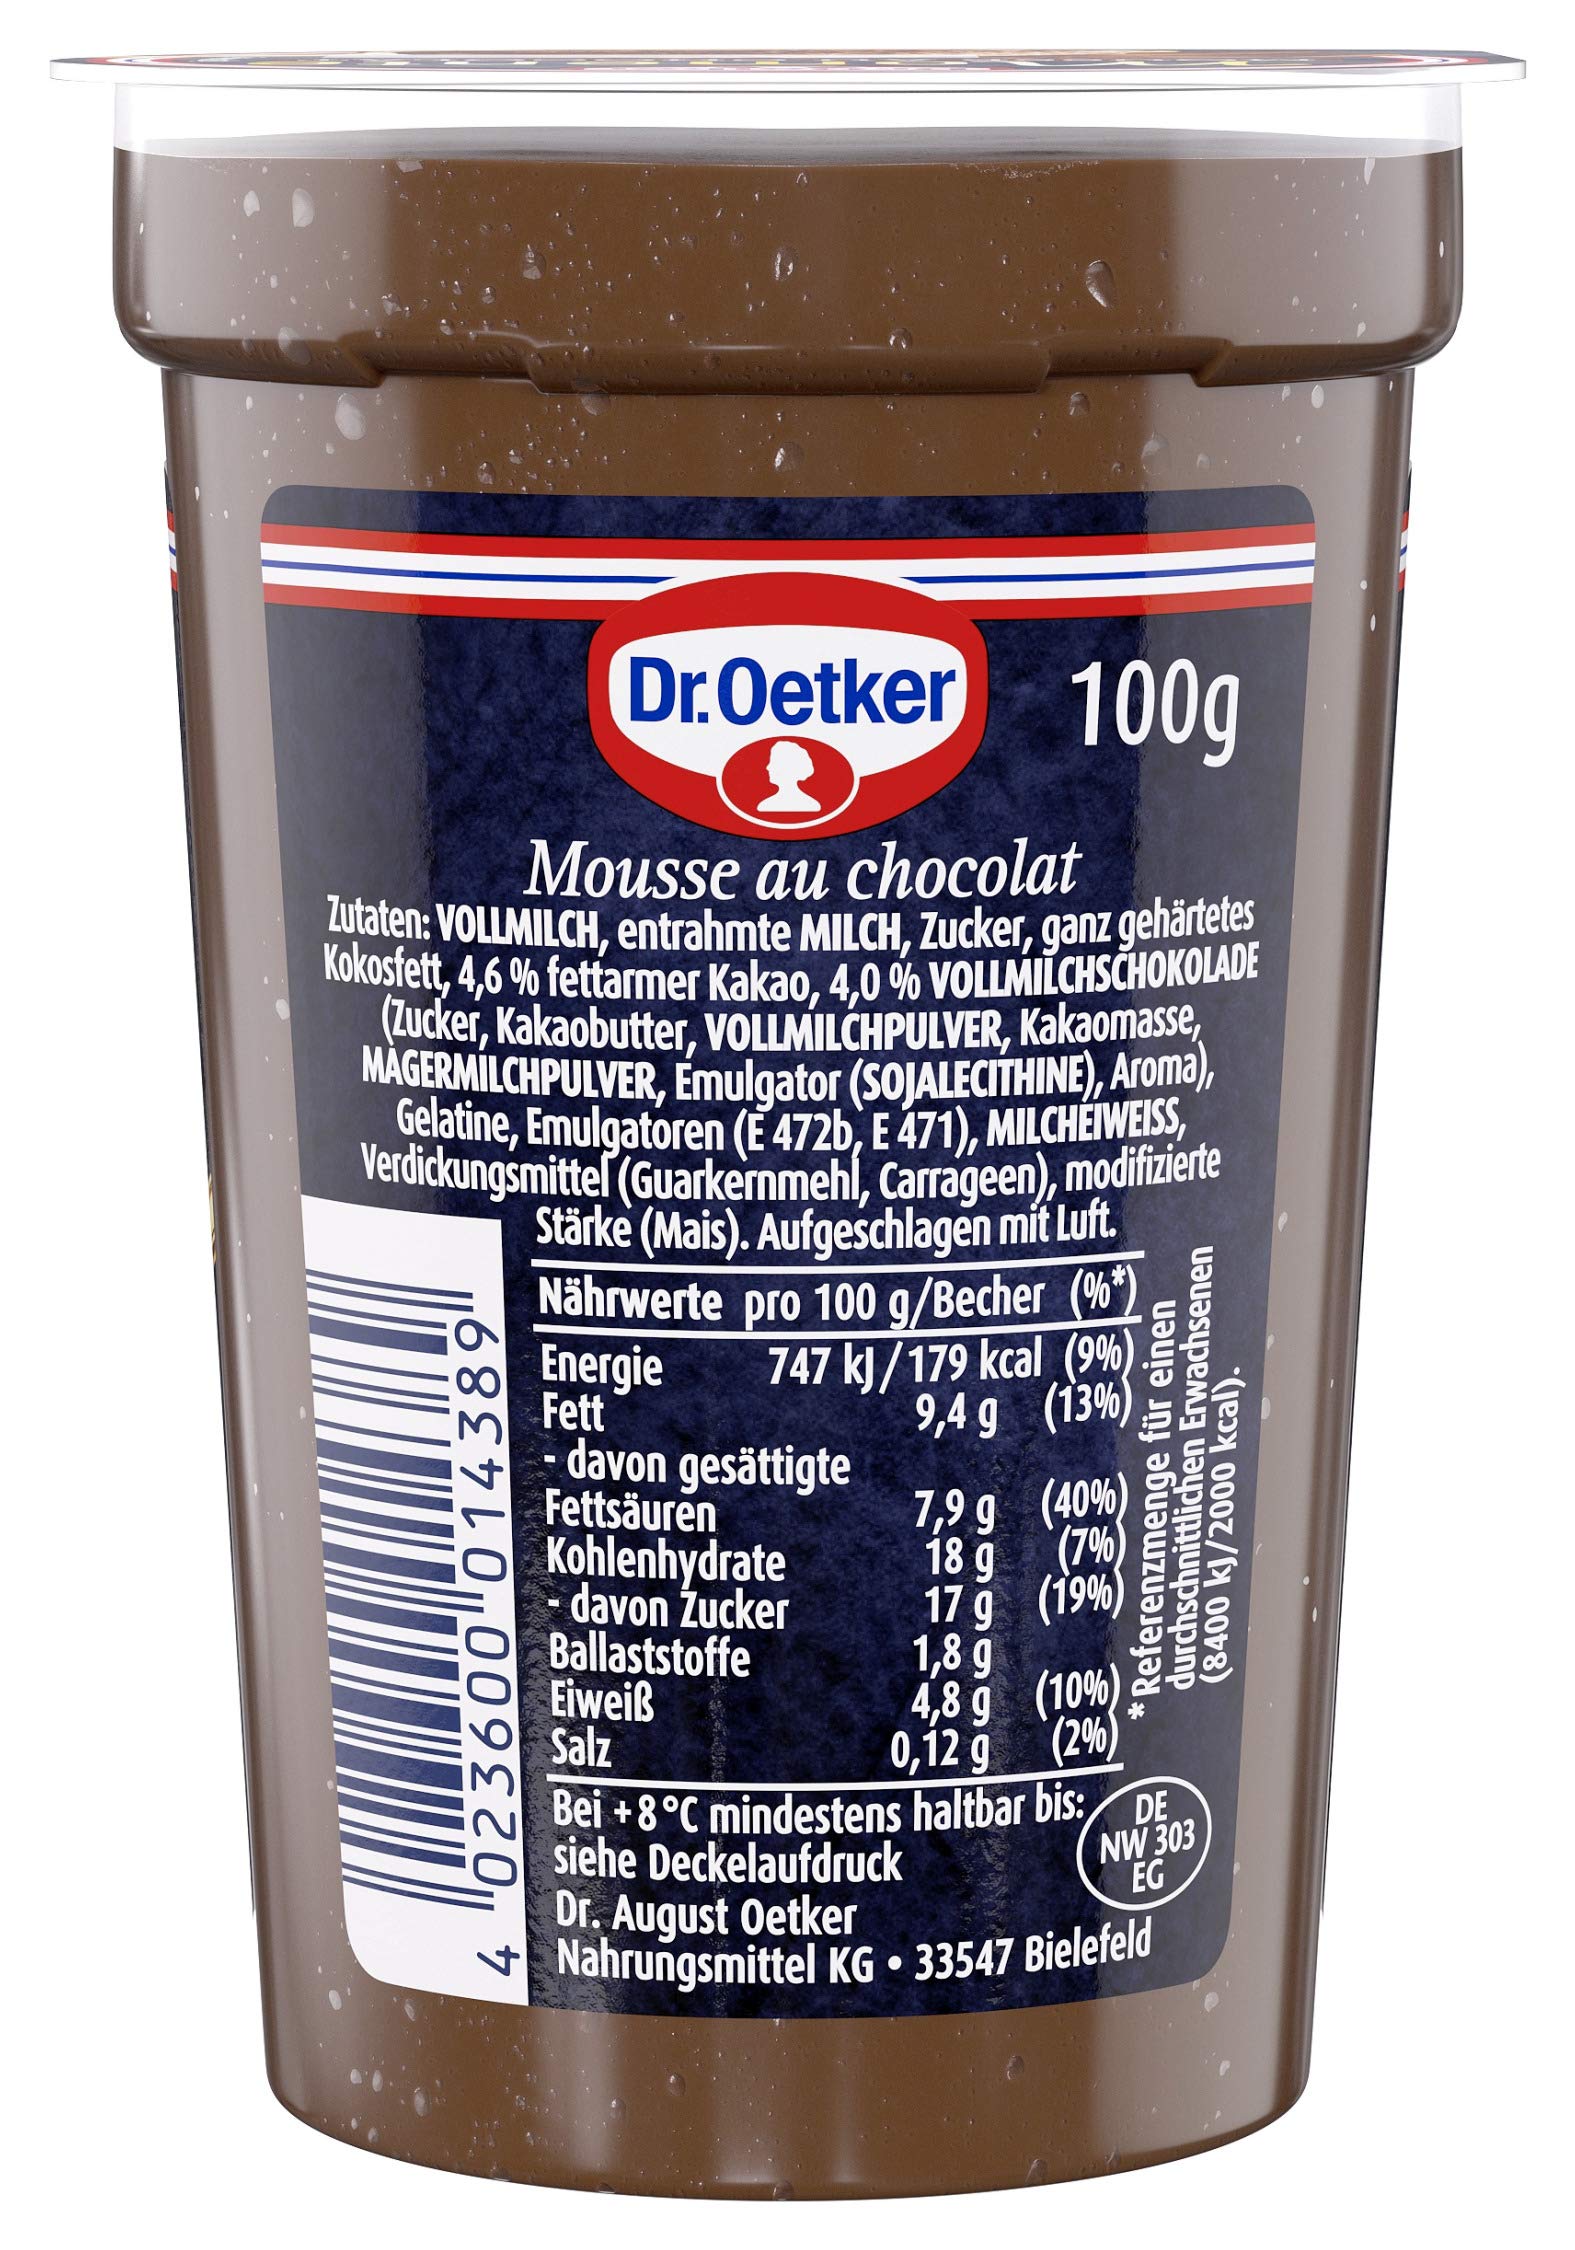 Dr. Oetker
100g
Mousse au chocolat
Zutaten: VOLLMILCH, entrahmte MILCH, Zucker, ganz gehärtetes
Kokosfett, 4,6 % fettarmer Kakao, 4,0 % VOLLMILCHSCHOKOLADE
(Zucker, Kakaobutter, VOLLMILCHPULVER, Kakaomasse,
MAGERMILCHPULVER, Emulgator (SOJALECITHINE), Aroma),
Gelatine, Emulgatoren (E 472b, E 471), MILCHEIWEISS,
Verdickungsmittel (Guarkernmehl, Carrageen), modifizierte
Stärke (Mais). Aufgeschlagen mit Luft.
Nährwerte pro 100 g/Becher (%*)
Energie 747 kJ/179 kcal (9%)
Fett 9,4 g (13%)
- davon gesättigte
Fettsäuren 7,9 g (40%)
Kohlenhydrate 18 g (7%)
- davon Zucker 17 g (19%)
Ballaststoffe 1,8 g
Eiweiß 4,8 g (10%)
Salz 0,12 g (2%)
* Referenzmenge für einen
durchschnittlichen Erwachsenen
(8400 kJ/2000 kcal).
Bei +8°C mindestens haltbar bis:
siehe Deckelaufdruck
Dr. August Oetker
Nahrungsmittel KG • 33547 Bielefeld
DE
NW 303
EG
4 023600 014389